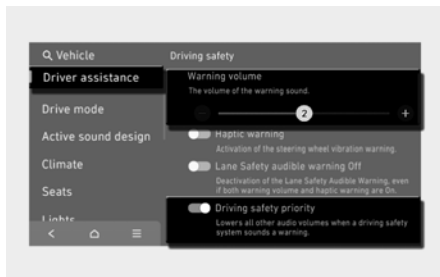 Vehicle
Driving safety
Driver assistance
Warning volume
The volume of the warning sound.
2
Drive mode
Haptic warning
Active sound design
Activation of the steering wheel vibration warning.
Lane Safety audible warning Off
Climate
Deactivation of the Lane Safety Audible Warning, even
if both warning volume and haptic warning are On.
Seats
Driving safety priority
Lights
Lowers all other audio volumes when a driving safety
system sounds a warning.